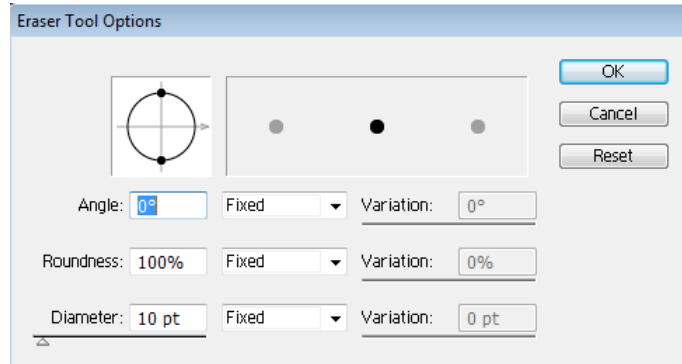 Eraser Tool Options
OK
Cancel
Reset
Angle: 0° Fixed Variation: 0°
Roundness: 100% Fixed Variation: 0%
Diameter: 10 pt Fixed Variation: 0 pt